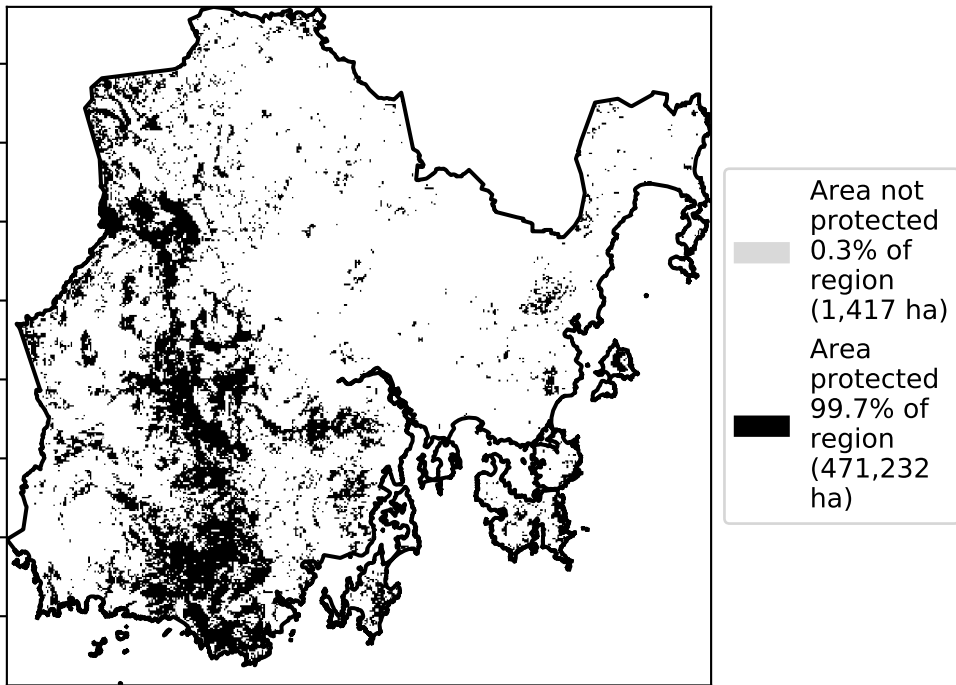 Area not
protected
0.3% of
region
(1,417 ha)
Area
protected
99.7% of
region
(471,232
ha)